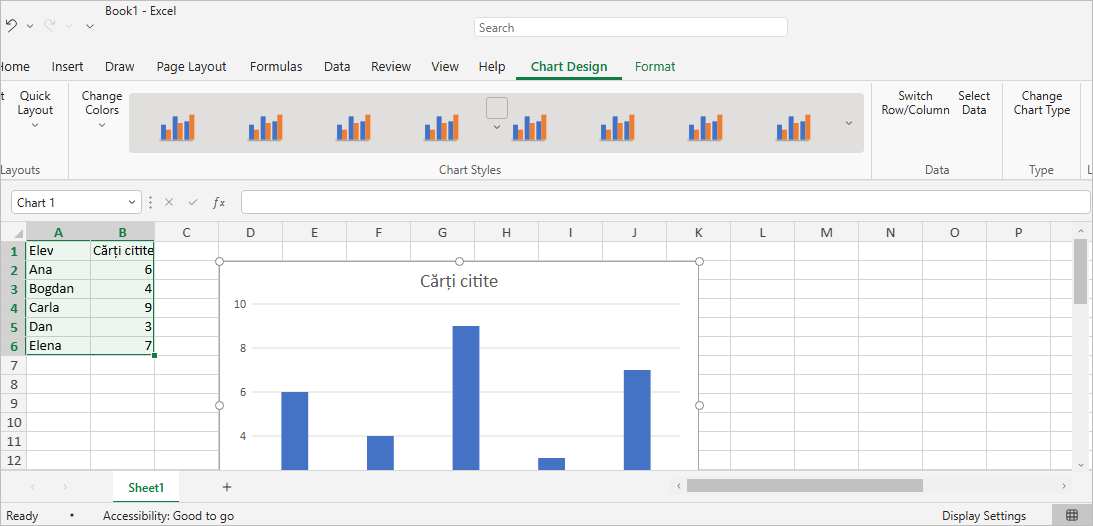 Book1 - Excel
Search
Home Insert Draw Page Layout Formulas Data Review View Help Chart Design Format
Quick Layout
Change Colors
Switch Row/Column
Select Data
Change Chart Type
Layouts Chart Styles Data Type
Chart 1 fx
A B C D E F G H I J K L M N O P
1 Elev Cărți citite
2 Ana 6
3 Bogdan 4
4 Carla 9
5 Dan 3
6 Elena 7
7
8
9
10
11
12
Cărți citite
10
8
6
4
Sheet1
Ready Accessibility: Good to go Display Settings